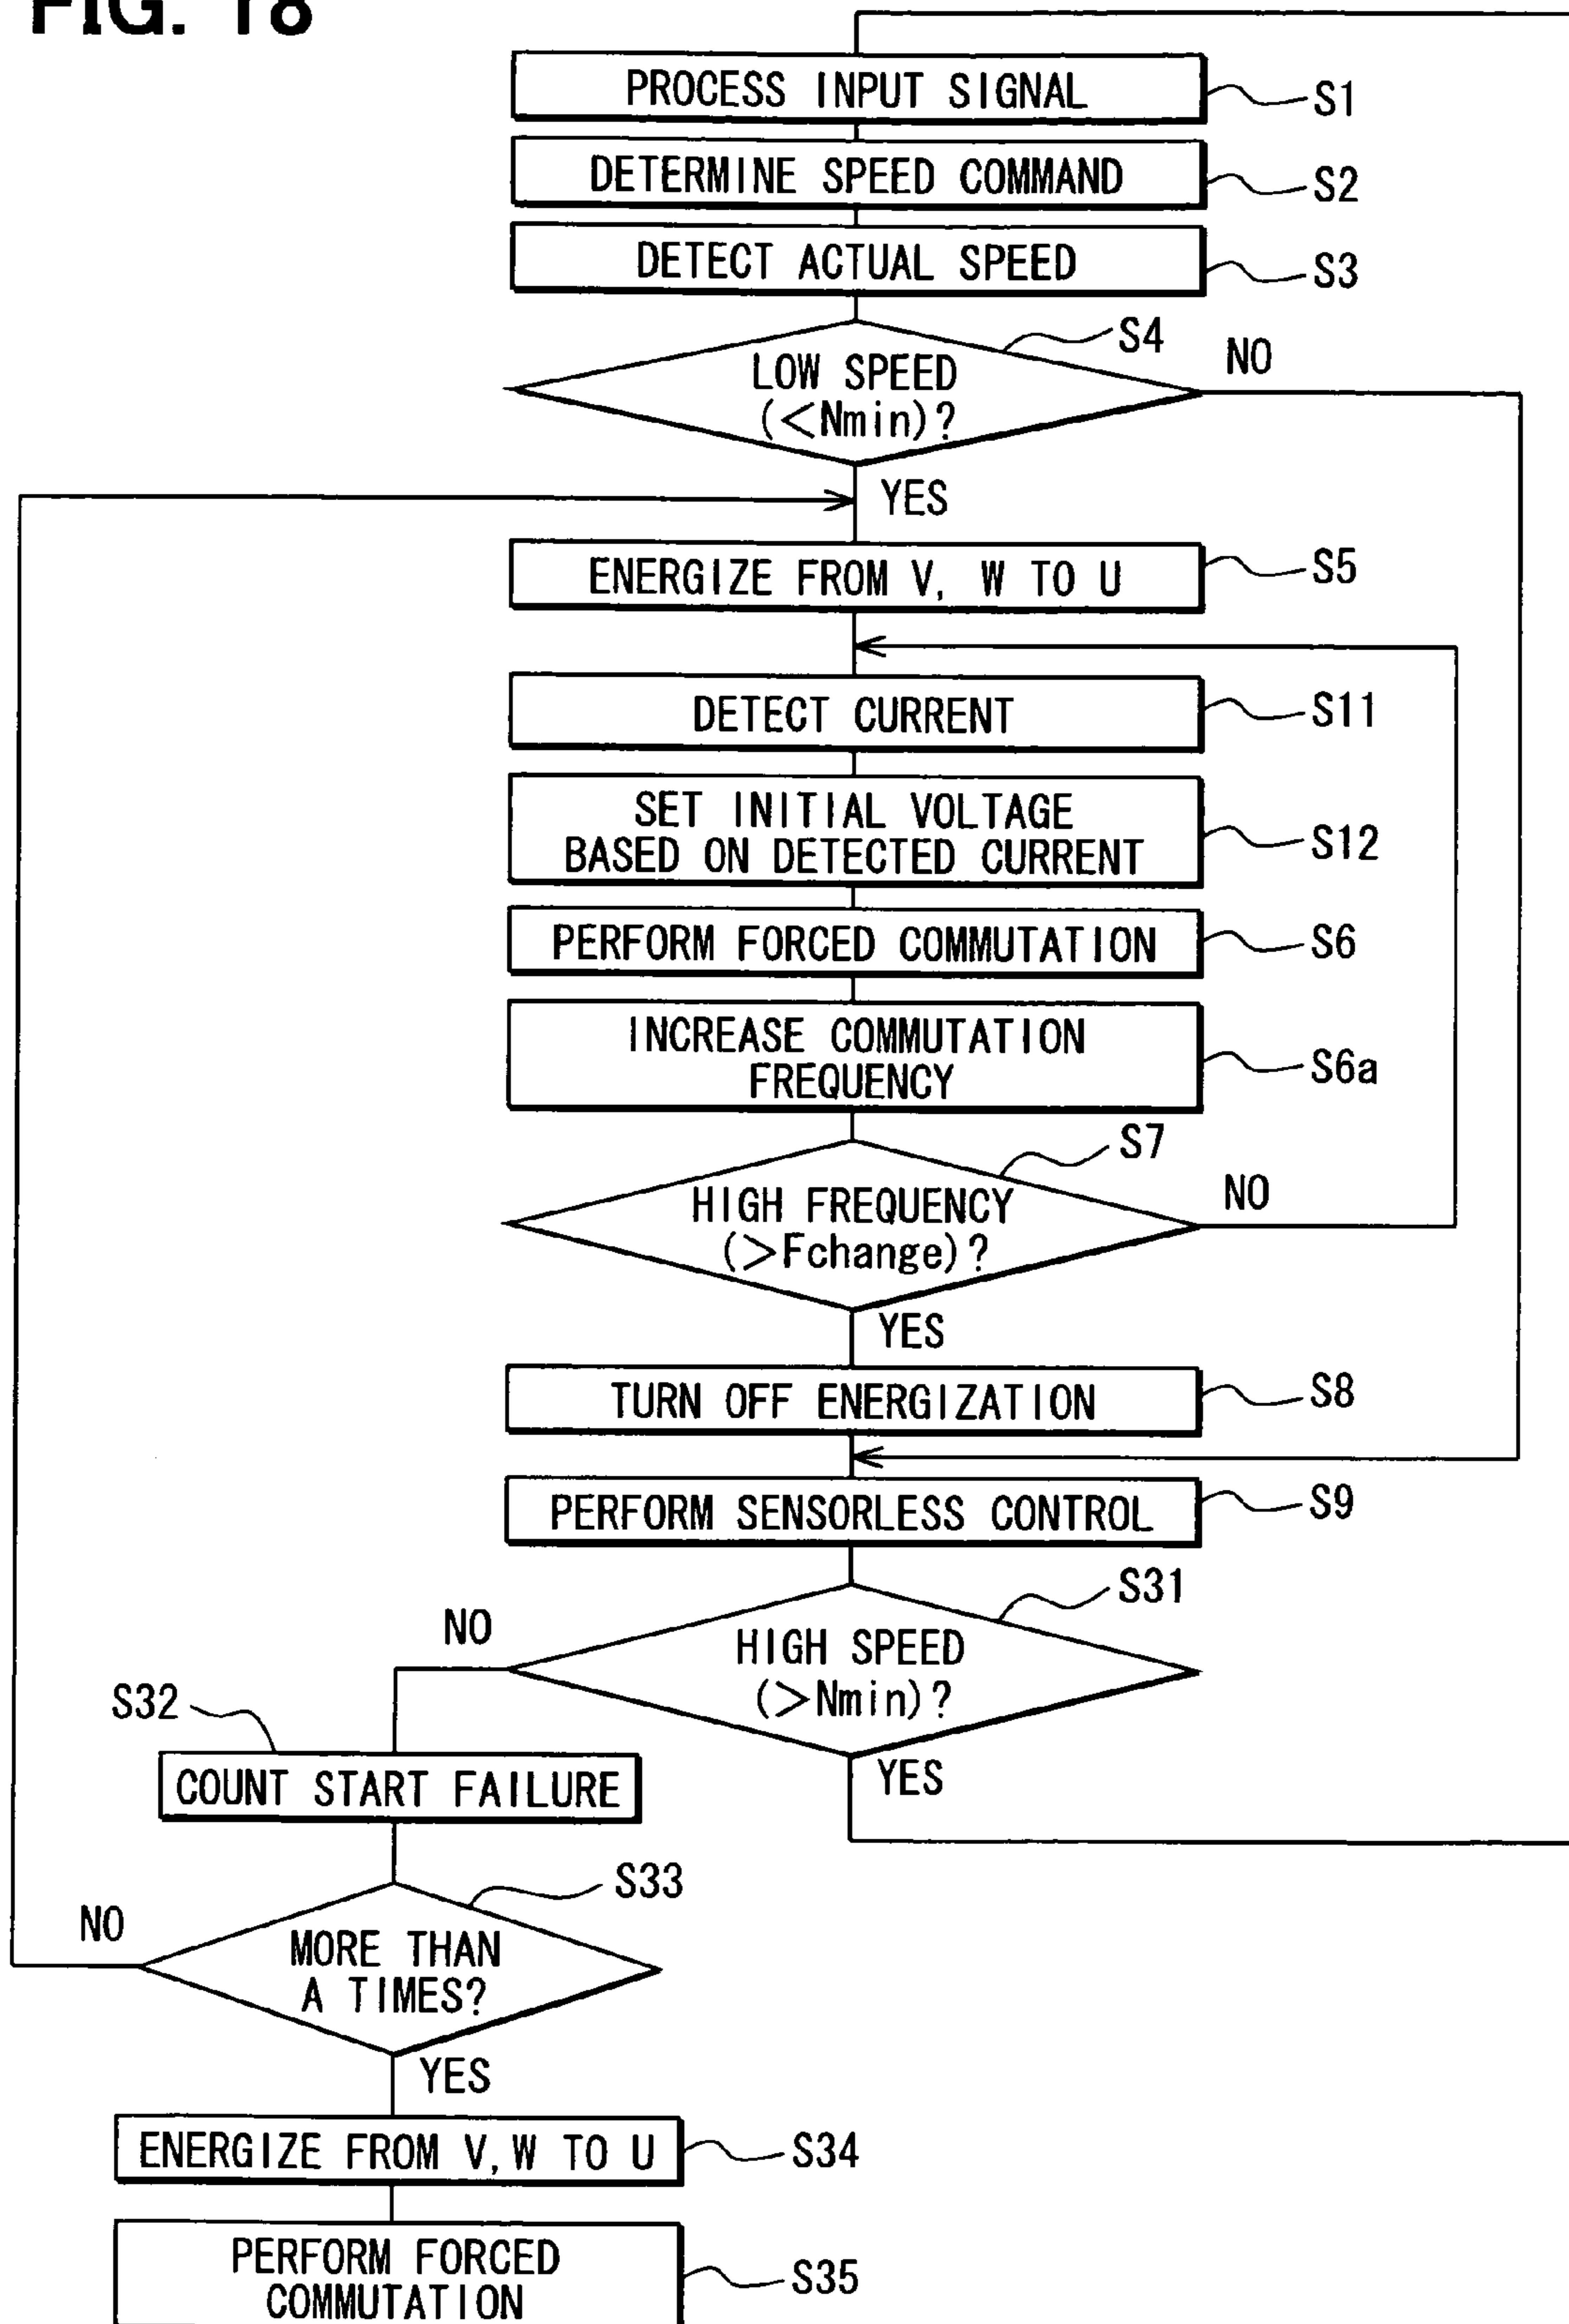 FIG. 18
PROCESS INPUT SIGNAL
S1
DETERMINE SPEED COMMAND
S2
DETECT ACTUAL SPEED
S3
S4
LOW SPEED
(<Nmin)?
NO
YES
ENERGIZE FROM V, W TO U
S5
DETECT CURRENT
S11
SET INITIAL VOLTAGE
BASED ON DETECTED CURRENT
S12
PERFORM FORCED COMMUTATION
S6
INCREASE COMMUTATION
FREQUENCY
S6a
S7
HIGH FREQUENCY
(>Fchange)?
NO
YES
TURN OFF ENERGIZATION
S8
PERFORM SENSORLESS CONTROL
S9
S31
NO
HIGH SPEED
(>Nmin)?
YES
S32
COUNT START FAILURE
S33
NO
MORE THAN
A TIMES?
YES
ENERGIZE FROM V, W TO U
S34
PERFORM FORCED
COMMUTATION
S35